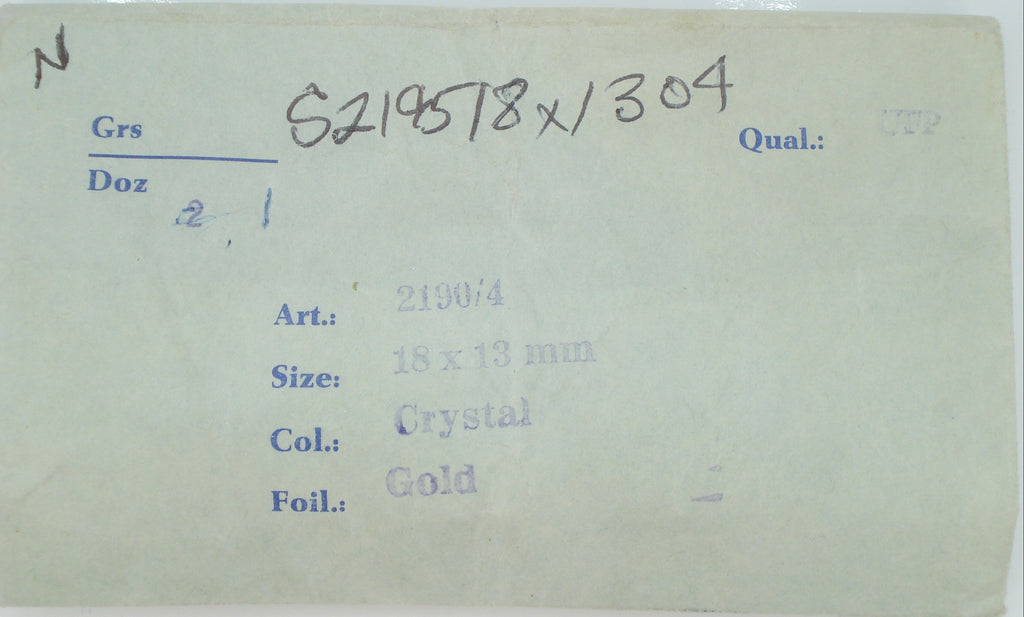 N
S219518x1304
Grs
Qual.: UTP
Doz
2 1
Art.: 2190/4
Size: 18 x 13 mm
Col.: Crystal
Foil.: Gold